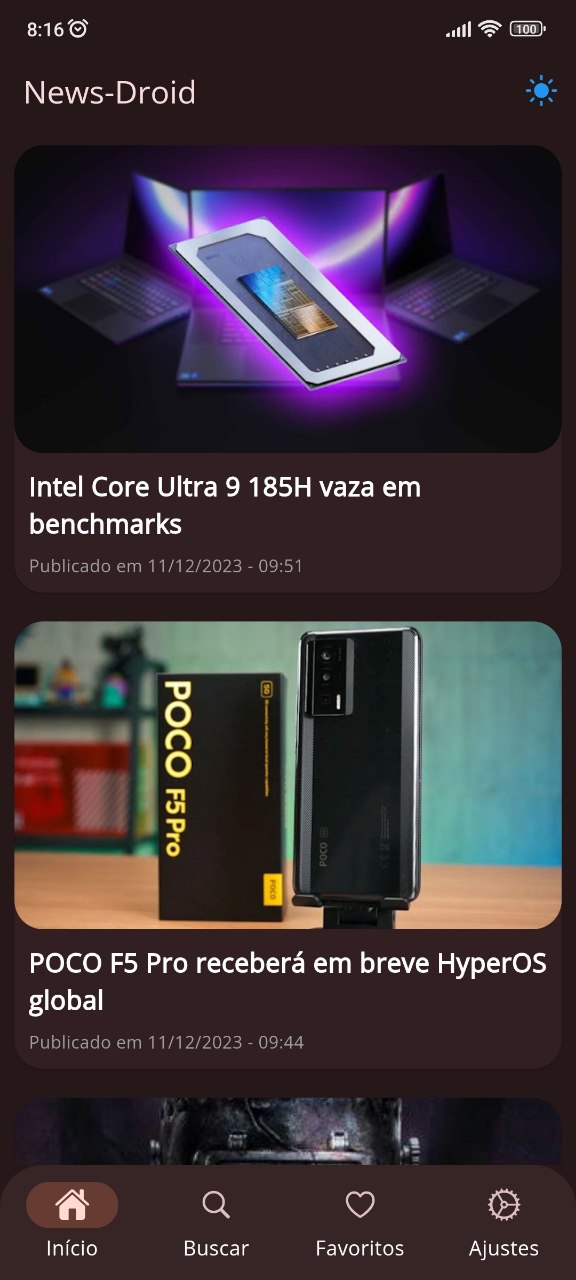 8:16
100
News-Droid
Intel Core Ultra 9 185H vaza em
benchmarks
Publicado em 11/12/2023 - 09:51
POCO F5 Pro
5G
POCO
POCO
POCO F5 Pro receberá em breve HyperOS
global
Publicado em 11/12/2023 - 09:44
Início
Buscar
Favoritos
Ajustes